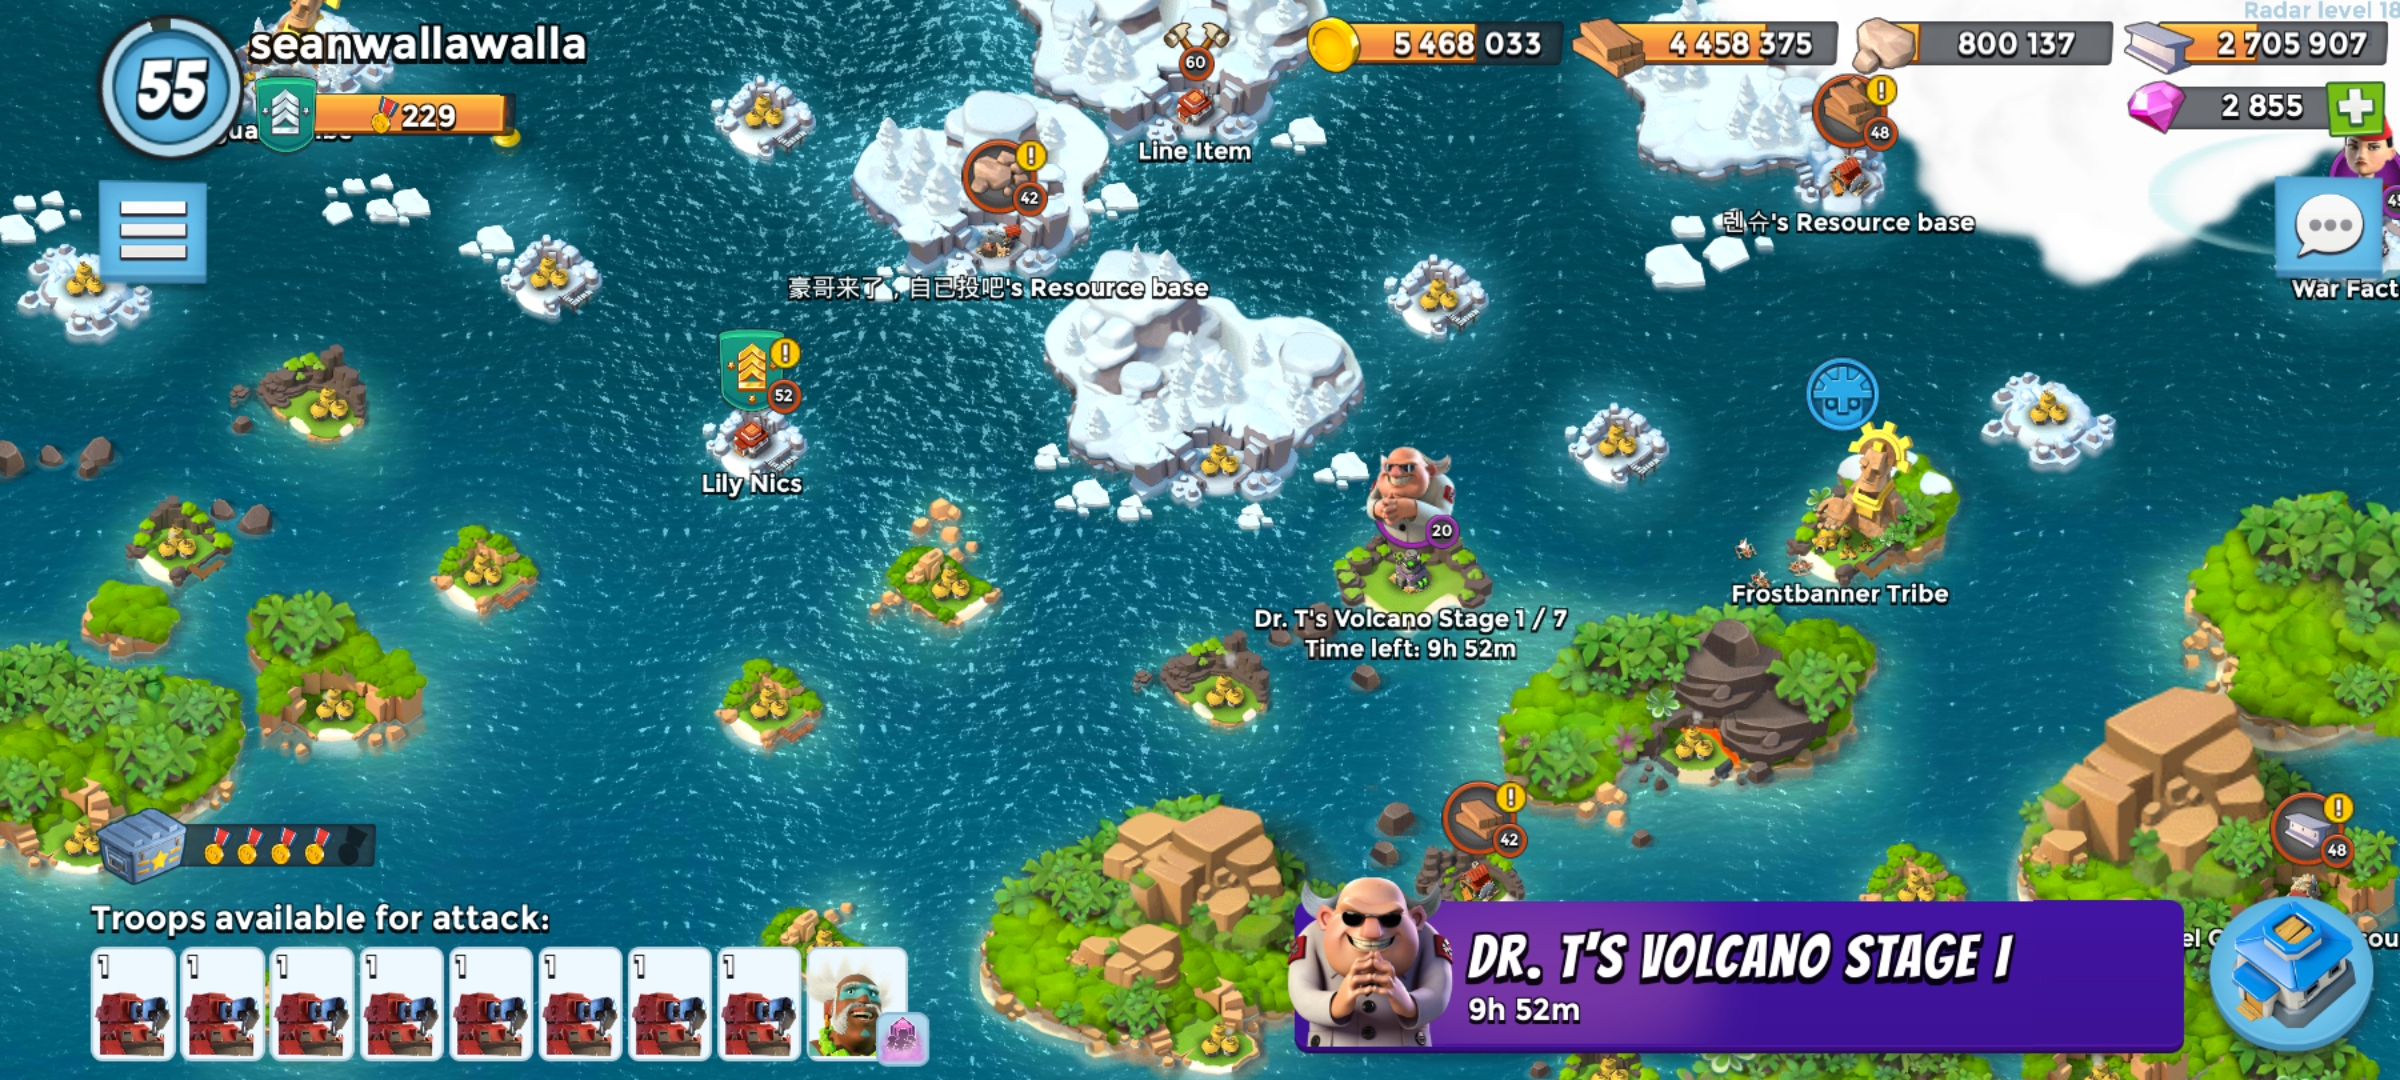 Radar level 18
55
seanwallawalla
229
5 468 033
4 458 375
800 137
2 705 907
2 855
60
Line Item
42
豪哥来了，自已投吧's Resource base
48
렌슈's Resource base
War Fact
52
Lily Nics
20
Dr. T's Volcano Stage 1 / 7
Time left: 9h 52m
Frostbanner Tribe
42
48
Troops available for attack:
1 1 1 1 1 1 1 1
DR. T'S VOLCANO STAGE I
9h 52m